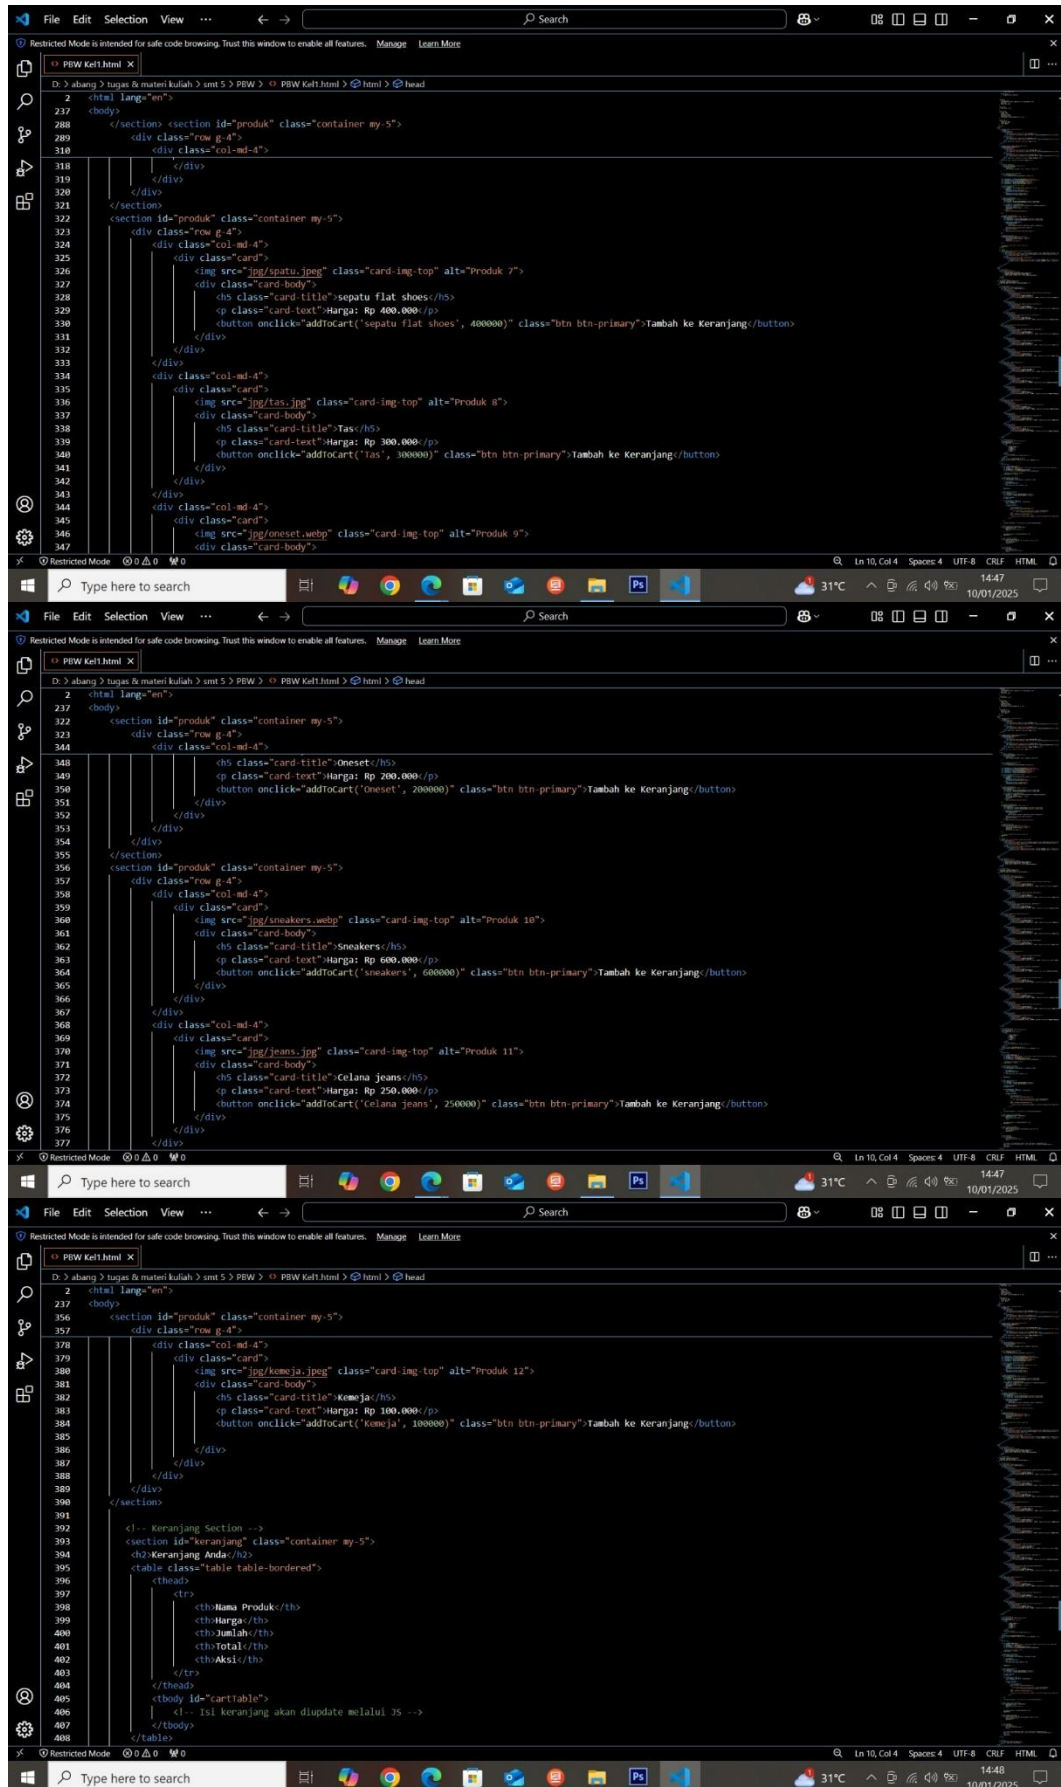 File Edit Selection View ··· Search
Restricted Mode is intended for safe code browsing. Trust this window to enable all features. Manage Learn More
PBW Kel1.html
D: > abang > tugas & materi kuliah > smt 5 > PBW > PBW Kel1.html > html > head
2 <html lang="en">
237 <body>
288 </section> <section id="produk" class="container my-5">
289 <div class="row g-4">
310 <div class="col-md-4">
318 </div>
319 </div>
320 </div>
321 </section>
322 <section id="produk" class="container my-5">
323 <div class="row g-4">
324 <div class="col-md-4">
325 <div class="card">
326 <img src="jpg/spatu.jpeg" class="card-img-top" alt="Produk 7">
327 <div class="card-body">
328 <h5 class="card-title">sepatu flat shoes</h5>
329 <p class="card-text">Harga: Rp 400.000</p>
330 <button onclick="addToCart('sepatu flat shoes', 400000)" class="btn btn-primary">Tambah ke Keranjang</button>
331 </div>
332 </div>
333 </div>
334 <div class="col-md-4">
335 <div class="card">
336 <img src="jpg/tas.jpg" class="card-img-top" alt="Produk 8">
337 <div class="card-body">
338 <h5 class="card-title">Tas</h5>
339 <p class="card-text">Harga: Rp 300.000</p>
340 <button onclick="addToCart('Tas', 300000)" class="btn btn-primary">Tambah ke Keranjang</button>
341 </div>
342 </div>
343 </div>
344 <div class="col-md-4">
345 <div class="card">
346 <img src="jpg/oneset.webp" class="card-img-top" alt="Produk 9">
347 <div class="card-body">
Restricted Mode 0 0 0 Ln 10, Col 4 Spaces: 4 UTF-8 CRLF HTML
Type here to search Ps 1 31°C 14:47
10/01/2025
File Edit Selection View ··· Search
Restricted Mode is intended for safe code browsing. Trust this window to enable all features. Manage Learn More
PBW Kel1.html
D: > abang > tugas & materi kuliah > smt 5 > PBW > PBW Kel1.html > html > head
2 <html lang="en">
237 <body>
322 <section id="produk" class="container my-5">
323 <div class="row g-4">
344 <div class="col-md-4">
348 <h5 class="card-title">Oneset</h5>
349 <p class="card-text">Harga: Rp 200.000</p>
350 <button onclick="addToCart('Oneset', 200000)" class="btn btn-primary">Tambah ke Keranjang</button>
351 </div>
352 </div>
353 </div>
354 </div>
355 </section>
356 <section id="produk" class="container my-5">
357 <div class="row g-4">
358 <div class="col-md-4">
359 <div class="card">
360 <img src="jpg/sneakers.webp" class="card-img-top" alt="Produk 10">
361 <div class="card-body">
362 <h5 class="card-title">Sneakers</h5>
363 <p class="card-text">Harga: Rp 600.000</p>
364 <button onclick="addToCart('sneakers', 600000)" class="btn btn-primary">Tambah ke Keranjang</button>
365 </div>
366 </div>
367 </div>
368 <div class="col-md-4">
369 <div class="card">
370 <img src="jpg/jeans.jpg" class="card-img-top" alt="Produk 11">
371 <div class="card-body">
372 <h5 class="card-title">Celana jeans</h5>
373 <p class="card-text">Harga: Rp 250.000</p>
374 <button onclick="addToCart('Celana jeans', 250000)" class="btn btn-primary">Tambah ke Keranjang</button>
375 </div>
376 </div>
377 </div>
Restricted Mode 0 0 0 Ln 10, Col 4 Spaces: 4 UTF-8 CRLF HTML
Type here to search Ps 1 31°C 14:47
10/01/2025
File Edit Selection View ··· Search
Restricted Mode is intended for safe code browsing. Trust this window to enable all features. Manage Learn More
PBW Kel1.html
D: > abang > tugas & materi kuliah > smt 5 > PBW > PBW Kel1.html > html > head
2 <html lang="en">
237 <body>
356 <section id="produk" class="container my-5">
357 <div class="row g-4">
378 <div class="col-md-4">
379 <div class="card">
380 <img src="jpg/kemeja.jpeg" class="card-img-top" alt="Produk 12">
381 <div class="card-body">
382 <h5 class="card-title">Kemeja</h5>
383 <p class="card-text">Harga: Rp 100.000</p>
384 <button onclick="addToCart('Kemeja', 100000)" class="btn btn-primary">Tambah ke Keranjang</button>
385
386 </div>
387 </div>
388 </div>
389 </div>
390 </section>
391
392 <!-- Keranjang Section -->
393 <section id="keranjang" class="container my-5">
394 <h2>Keranjang Anda</h2>
395 <table class="table table-bordered">
396 <thead>
397 <tr>
398 <th>Nama Produk</th>
399 <th>Harga</th>
400 <th>Jumlah</th>
401 <th>Total</th>
402 <th>Aksi</th>
403 </tr>
404 </thead>
405 <tbody id="cartTable">
406 <!-- Isi keranjang akan diupdate melalui JS -->
407 </tbody>
408 </table>
Restricted Mode 0 0 0 Ln 10, Col 4 Spaces: 4 UTF-8 CRLF HTML
Type here to search Ps 1 31°C 14:48
10/01/2025